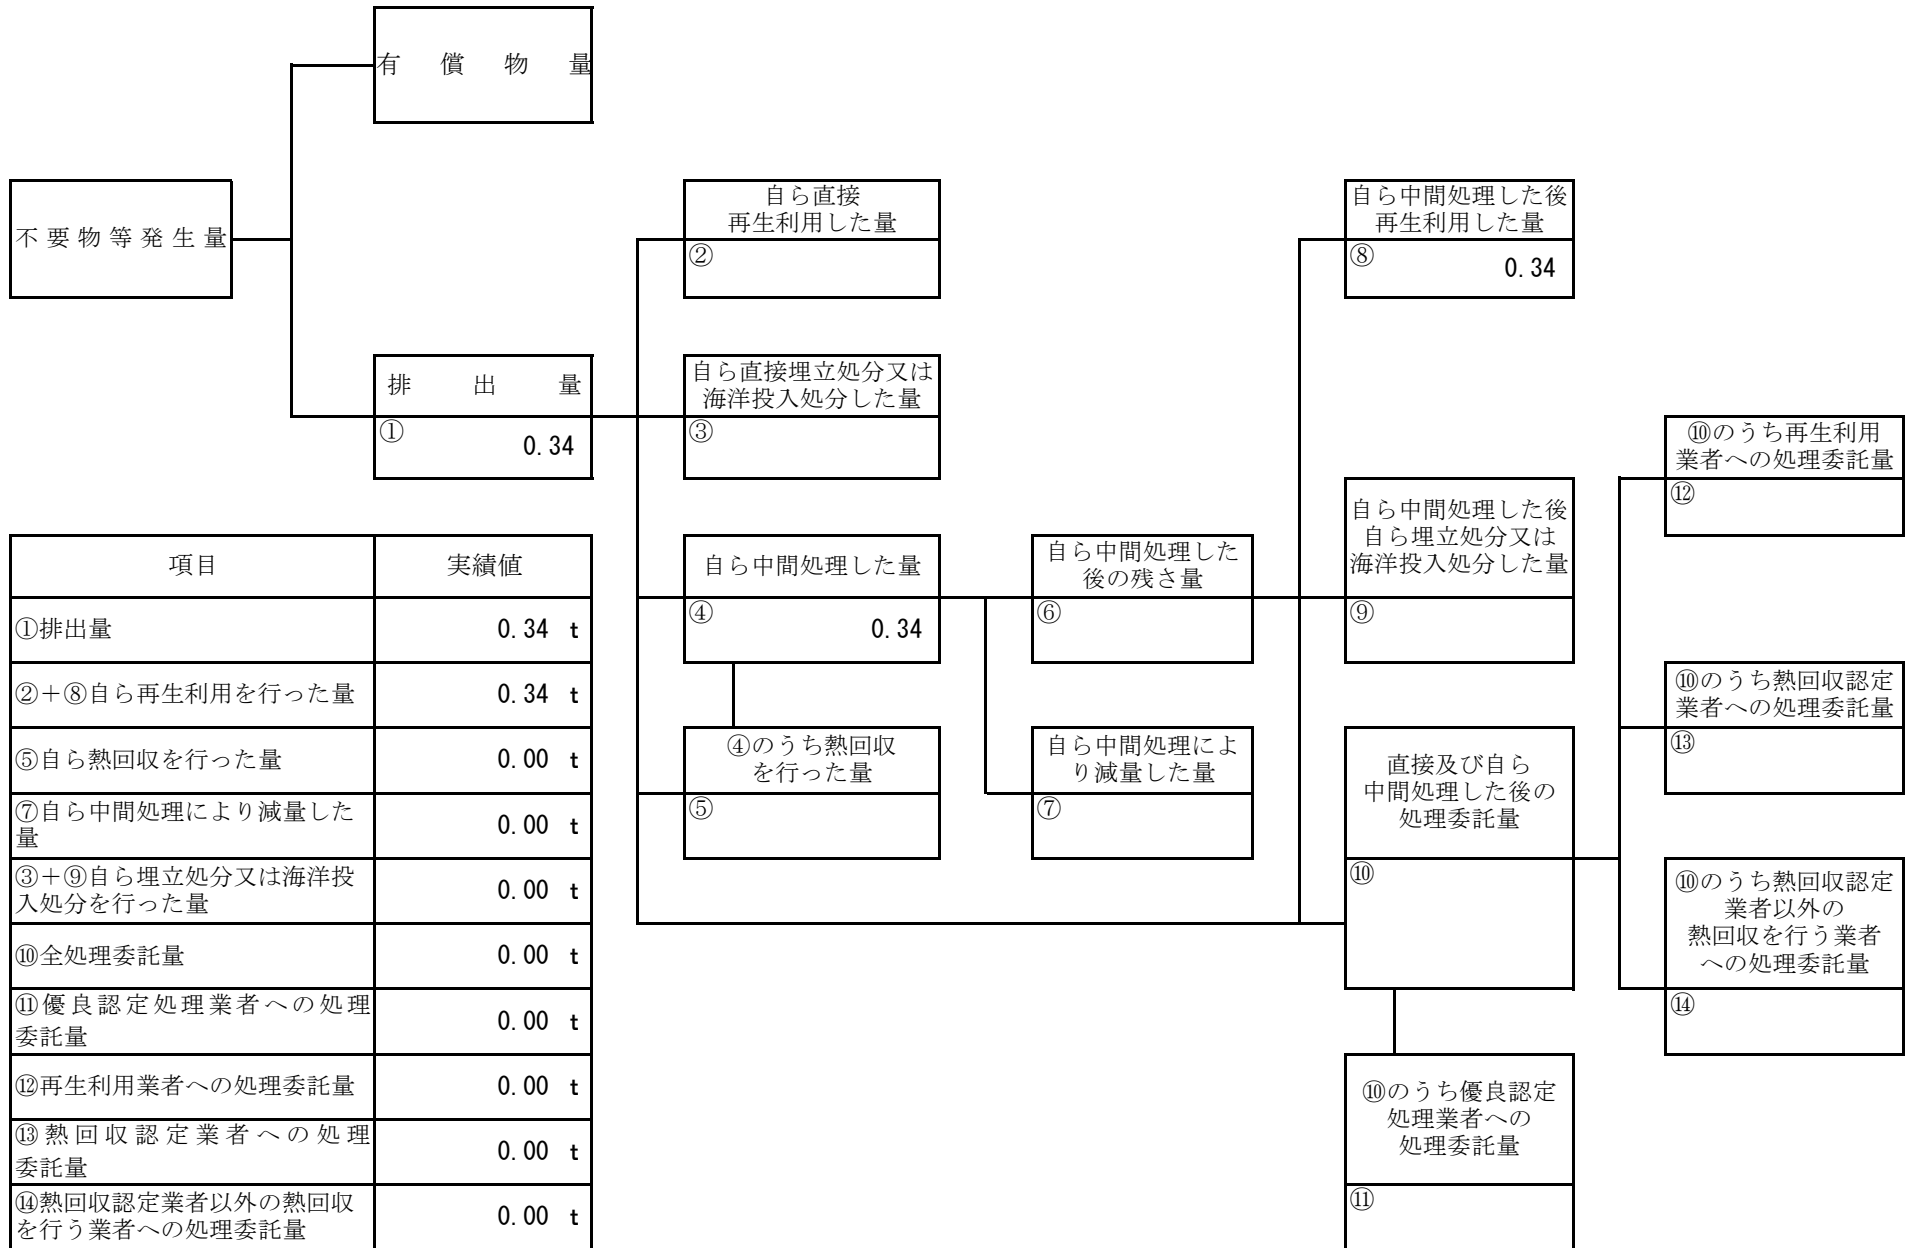 有償物量
不要物等発生量
自ら直接
再生利用した量
②
自ら中間処理した後
再生利用した量
⑧
0.34
排出量
①
0.34
自ら直接埋立処分又は
海洋投入処分した量
③
⑩のうち再生利用
業者への処理委託量
⑫
自ら中間処理した後
自ら埋立処分又は
海洋投入処分した量
⑨
自ら中間処理した量
④
0.34
自ら中間処理した
後の残さ量
⑥
⑩のうち熱回収認定
業者への処理委託量
⑬
④のうち熱回収
を行った量
⑤
自ら中間処理によ
り減量した量
⑦
直接及び自ら
中間処理した後の
処理委託量
⑩
⑩のうち熱回収認定
業者以外の
熱回収を行う業者
への処理委託量
⑭
⑩のうち優良認定
処理業者への
処理委託量
⑪
項目 実績値
①排出量 0.34 t
②+⑧自ら再生利用を行った量 0.34 t
⑤自ら熱回収を行った量 0.00 t
⑦自ら中間処理により減量した
量 0.00 t
③+⑨自ら埋立処分又は海洋投
入処分を行った量 0.00 t
⑩全処理委託量 0.00 t
⑪優良認定処理業者への処理
委託量 0.00 t
⑫再生利用業者への処理委託量 0.00 t
⑬熱回収認定業者への処理
委託量 0.00 t
⑭熱回収認定業者以外の熱回収
を行う業者への処理委託量 0.00 t